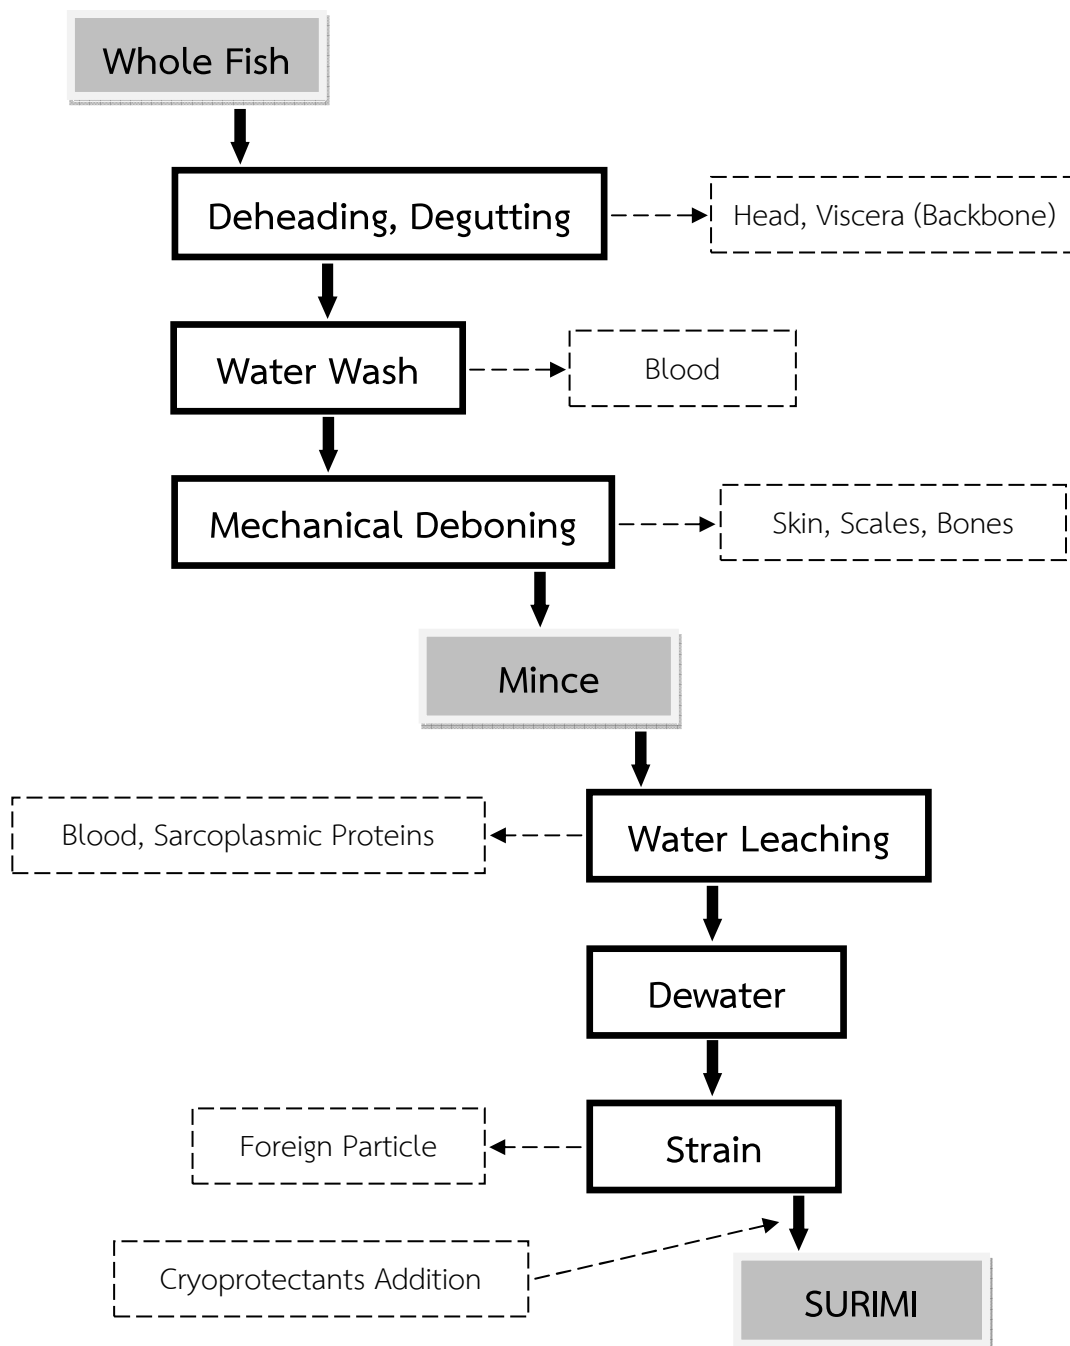 Whole Fish
Deheading, Degutting
Head, Viscera (Backbone)
Water Wash
Blood
Mechanical Deboning
Skin, Scales, Bones
Mince
Blood, Sarcoplasmic Proteins
Water Leaching
Dewater
Foreign Particle
Strain
Cryoprotectants Addition
SURIMI